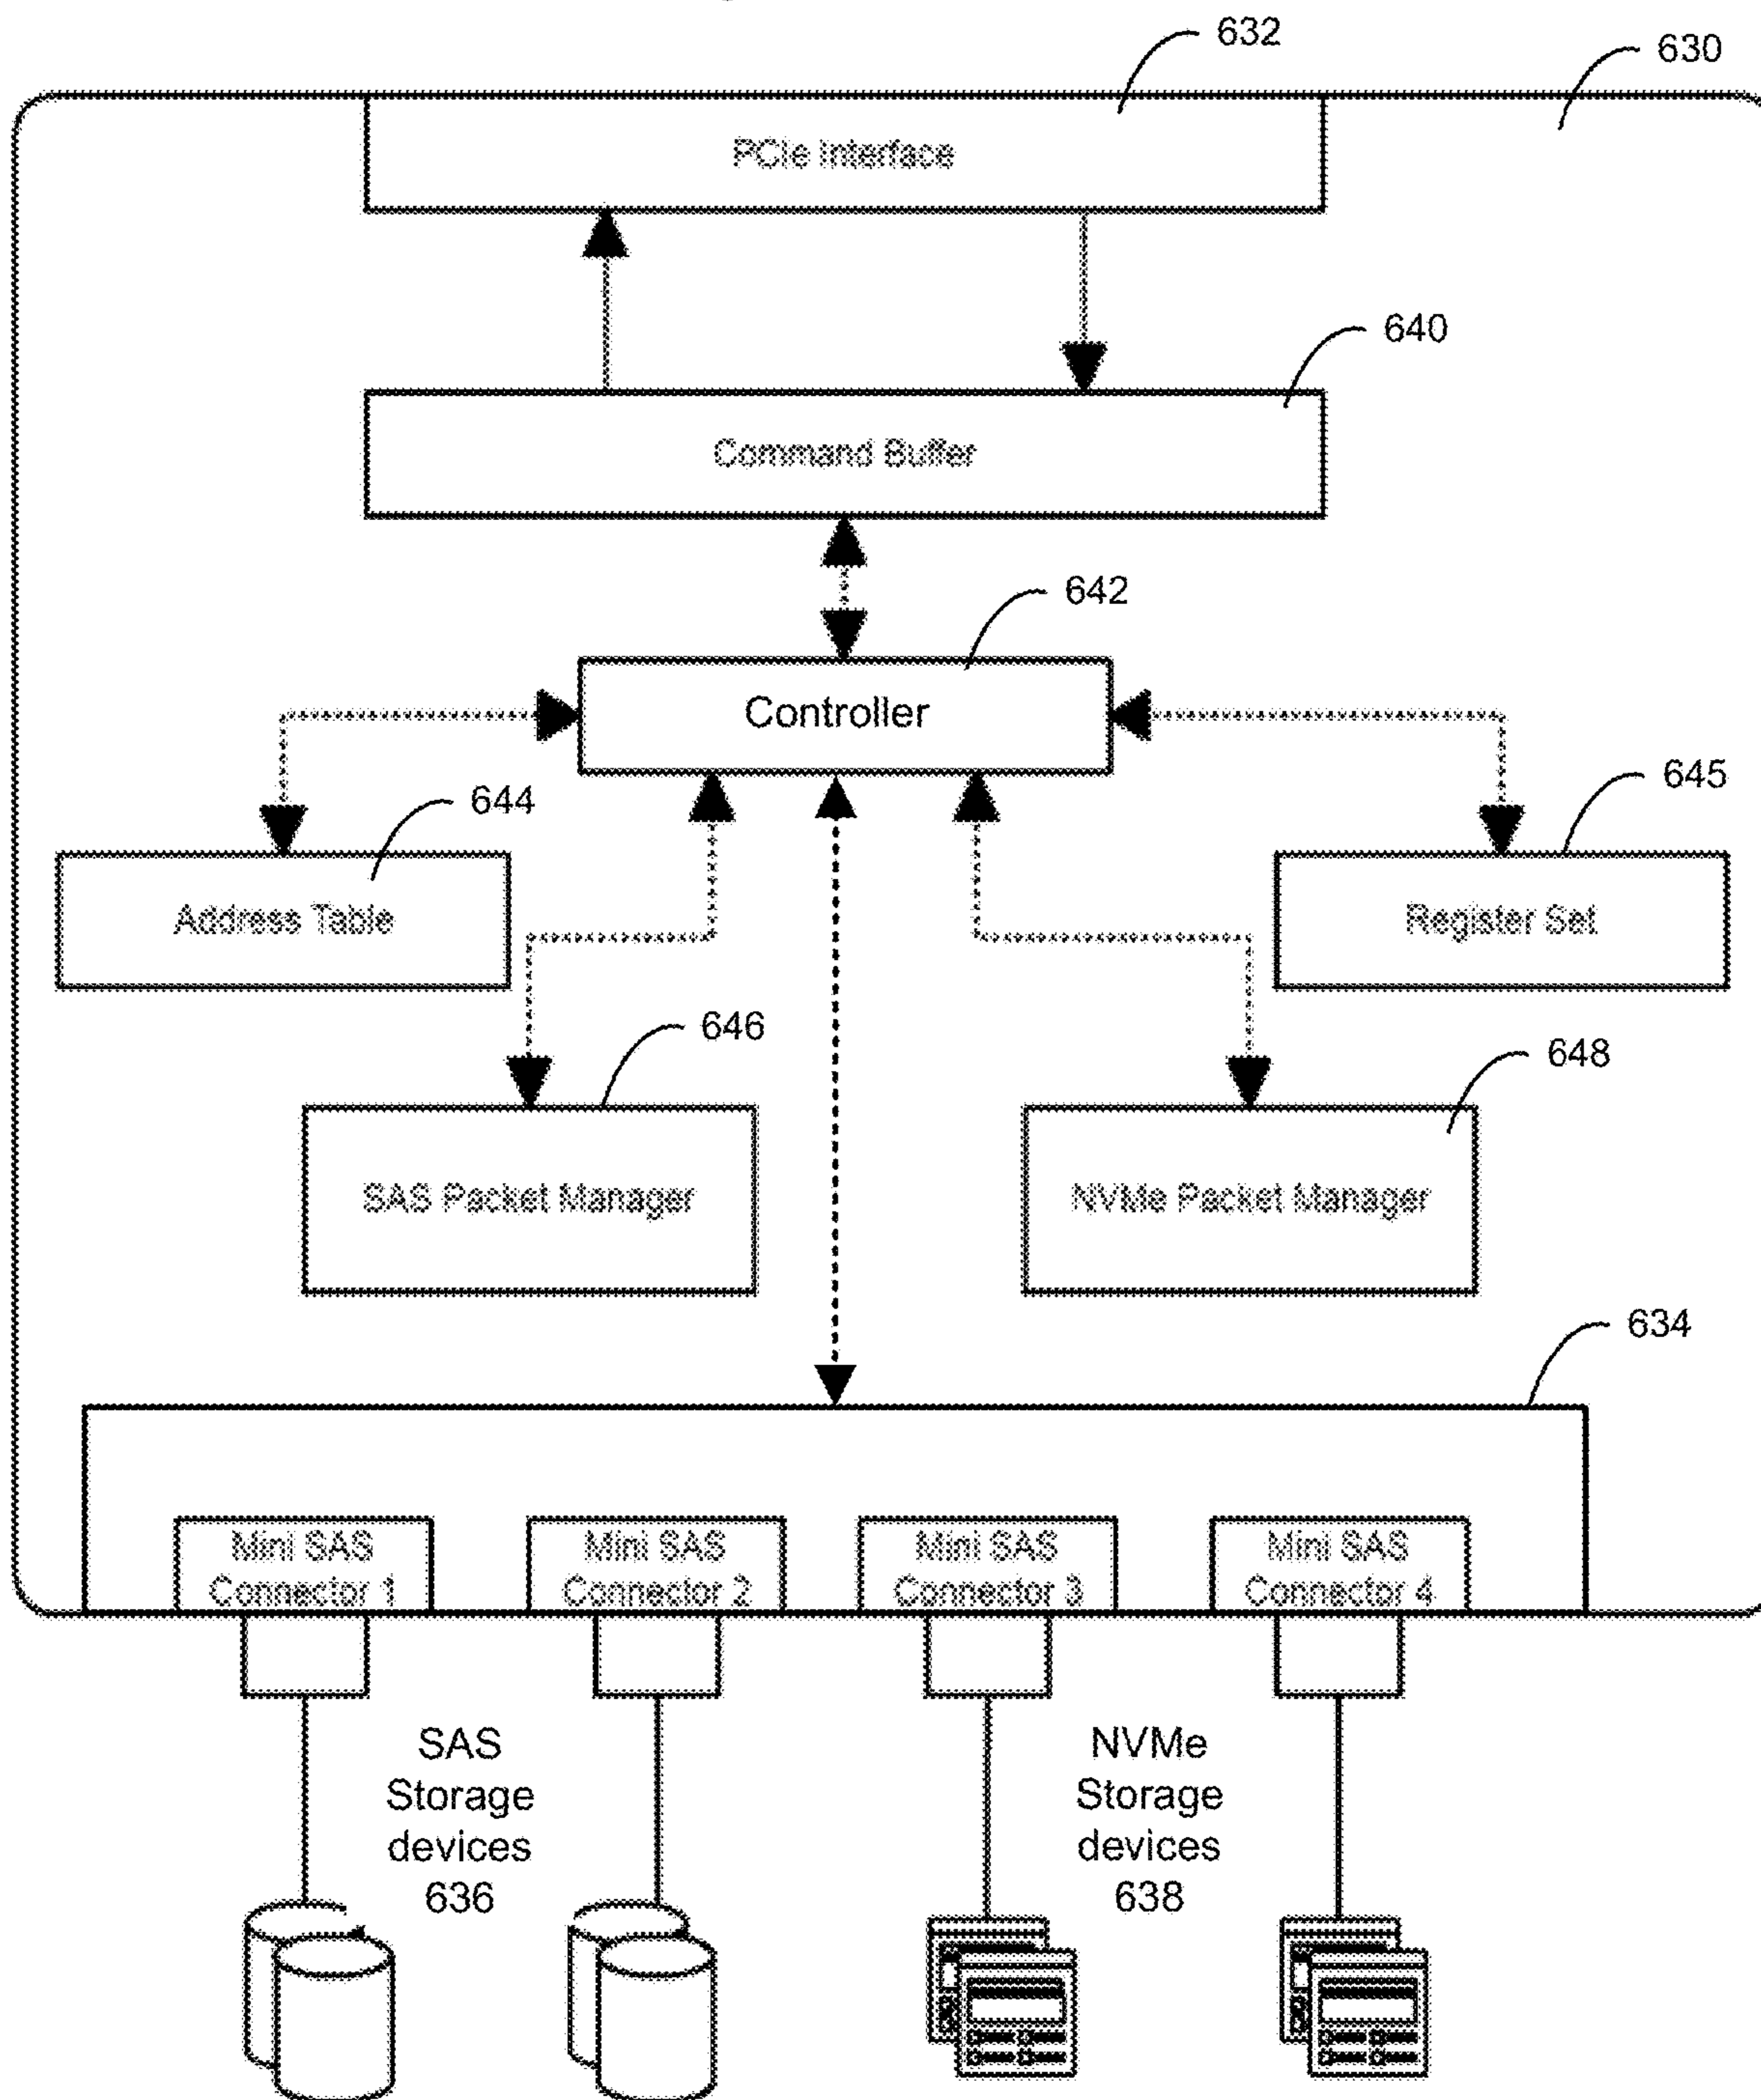 632
630
PCIe Interface
640
Command Buffer
642
Controller
644
645
Address Table
Register Set
646
648
SAS Packet Manager
NVMe Packet Manager
634
Mini SAS
Connector 1
Mini SAS
Connector 2
Mini SAS
Connector 3
Mini SAS
Connector 4
SAS
Storage
devices
636
NVMe
Storage
devices
638